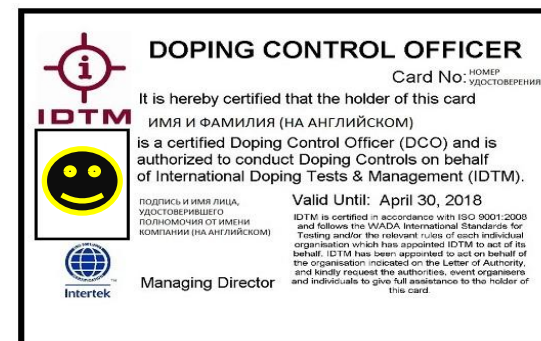 DOPING CONTROL OFFICER
Card No: НОМЕР УДОСТОВЕРЕНИЯ
i
IDTM
It is hereby certified that the holder of this card
ИМЯ И ФАМИЛИЯ (НА АНГЛИЙСКОМ)
is a certified Doping Control Officer (DCO) and is
authorized to conduct Doping Controls on behalf
of International Doping Tests & Management (IDTM).
ПОДПИСЬ И ИМЯ ЛИЦА,
УДОСТОВЕРИВШЕГО
ПОЛНОМОЧИЯ ОТ ИМЕНИ
КОМПАНИИ (НА АНГЛИЙСКОМ)
Managing Director
Valid Until: April 30, 2018
IDTM is certified in accordance with ISO 9001:2008
and follows the WADA International Standards for
Testing and/or the relevant rules of each individual
organisation which has appointed IDTM to act of its
behalf. IDTM has been appointed to act on behalf of
the organisation indicated on the Letter of Authority,
and kindly request the authorities, event organisers
and individuals to give full assistance to the holder of
this card.
Intertek